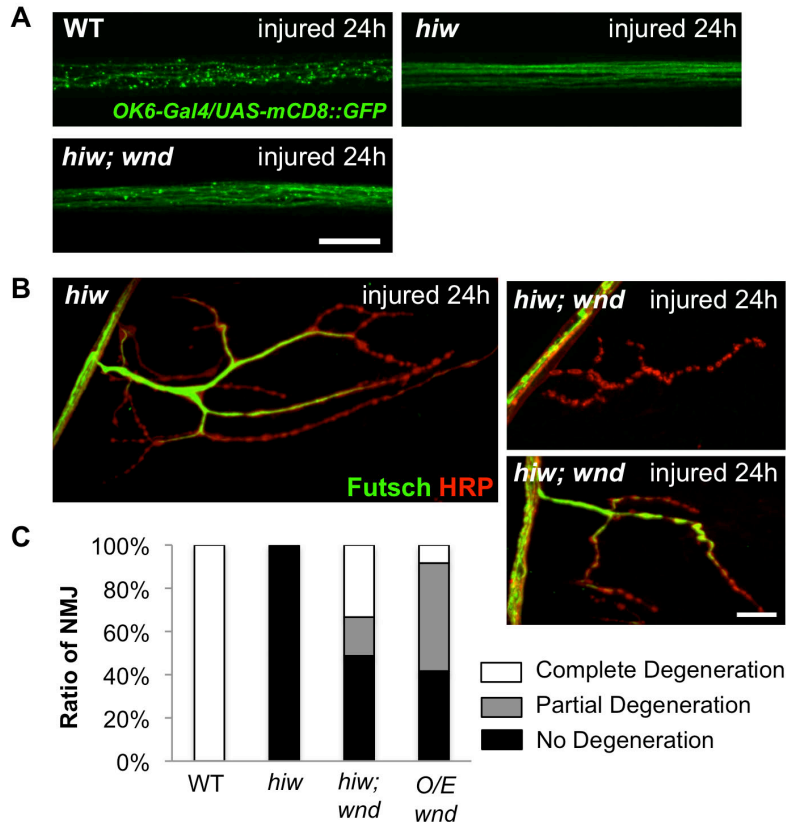 A
WT injured 24h
OK6-Gal4/UAS-mCD8::GFP
hiw injured 24h
hiw; wnd injured 24h
B
hiw injured 24h
Futsch HRP
hiw; wnd injured 24h
hiw; wnd injured 24h
C
Ratio of NMJ
100%
80%
60%
40%
20%
0%
WT
hiw
hiw;
wnd
O/E
wnd
Complete Degeneration
Partial Degeneration
No Degeneration